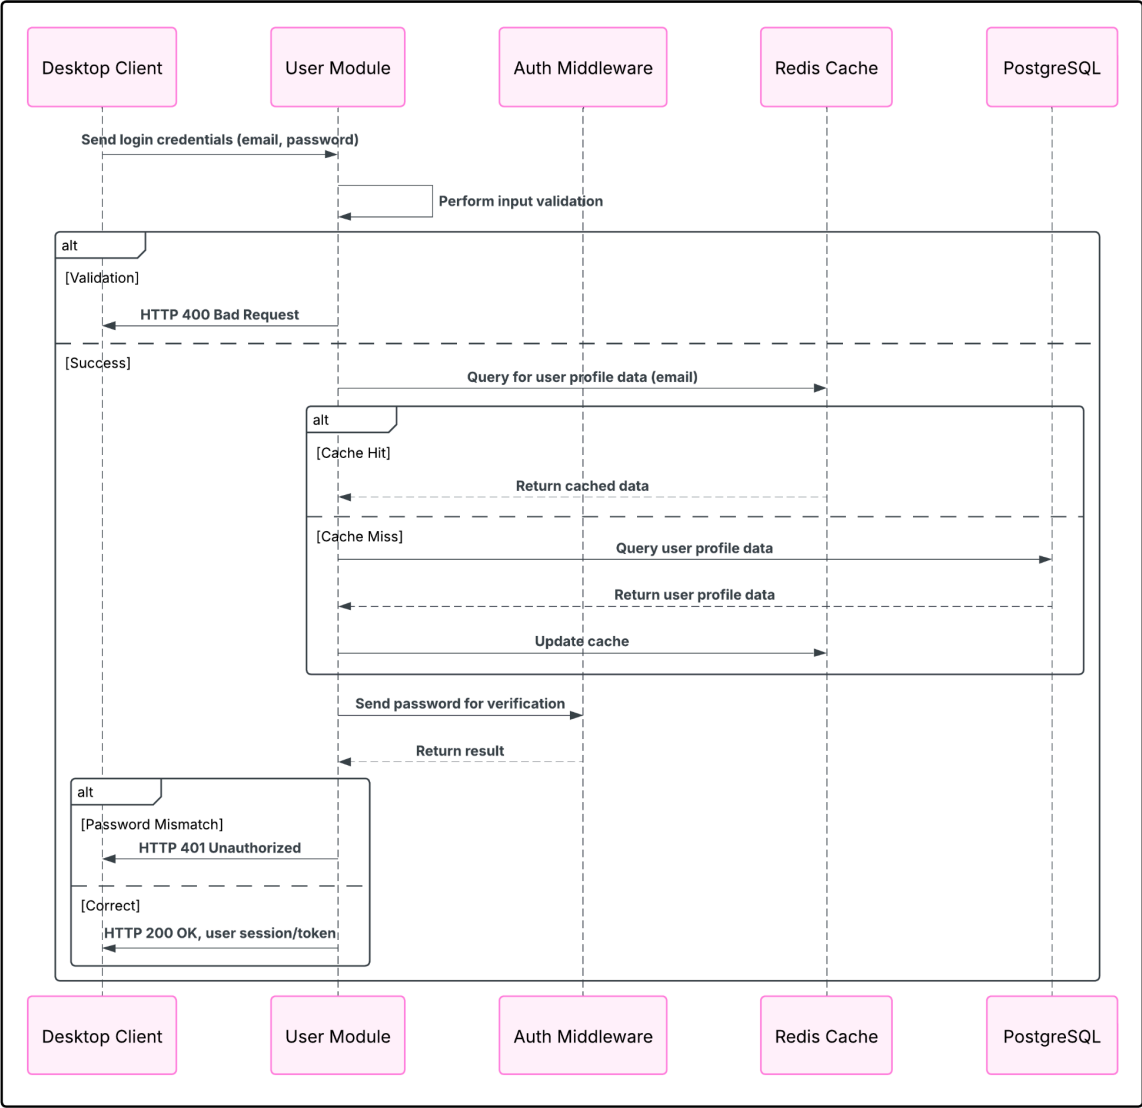 Desktop Client
User Module
Auth Middleware
Redis Cache
PostgreSQL
Send login credentials (email, password)
Perform input validation
alt
[Validation]
HTTP 400 Bad Request
[Success]
Query for user profile data (email)
alt
[Cache Hit]
Return cached data
[Cache Miss]
Query user profile data
Return user profile data
Update cache
Send password for verification
Return result
alt
[Password Mismatch]
HTTP 401 Unauthorized
[Correct]
HTTP 200 OK, user session/token
Desktop Client
User Module
Auth Middleware
Redis Cache
PostgreSQL